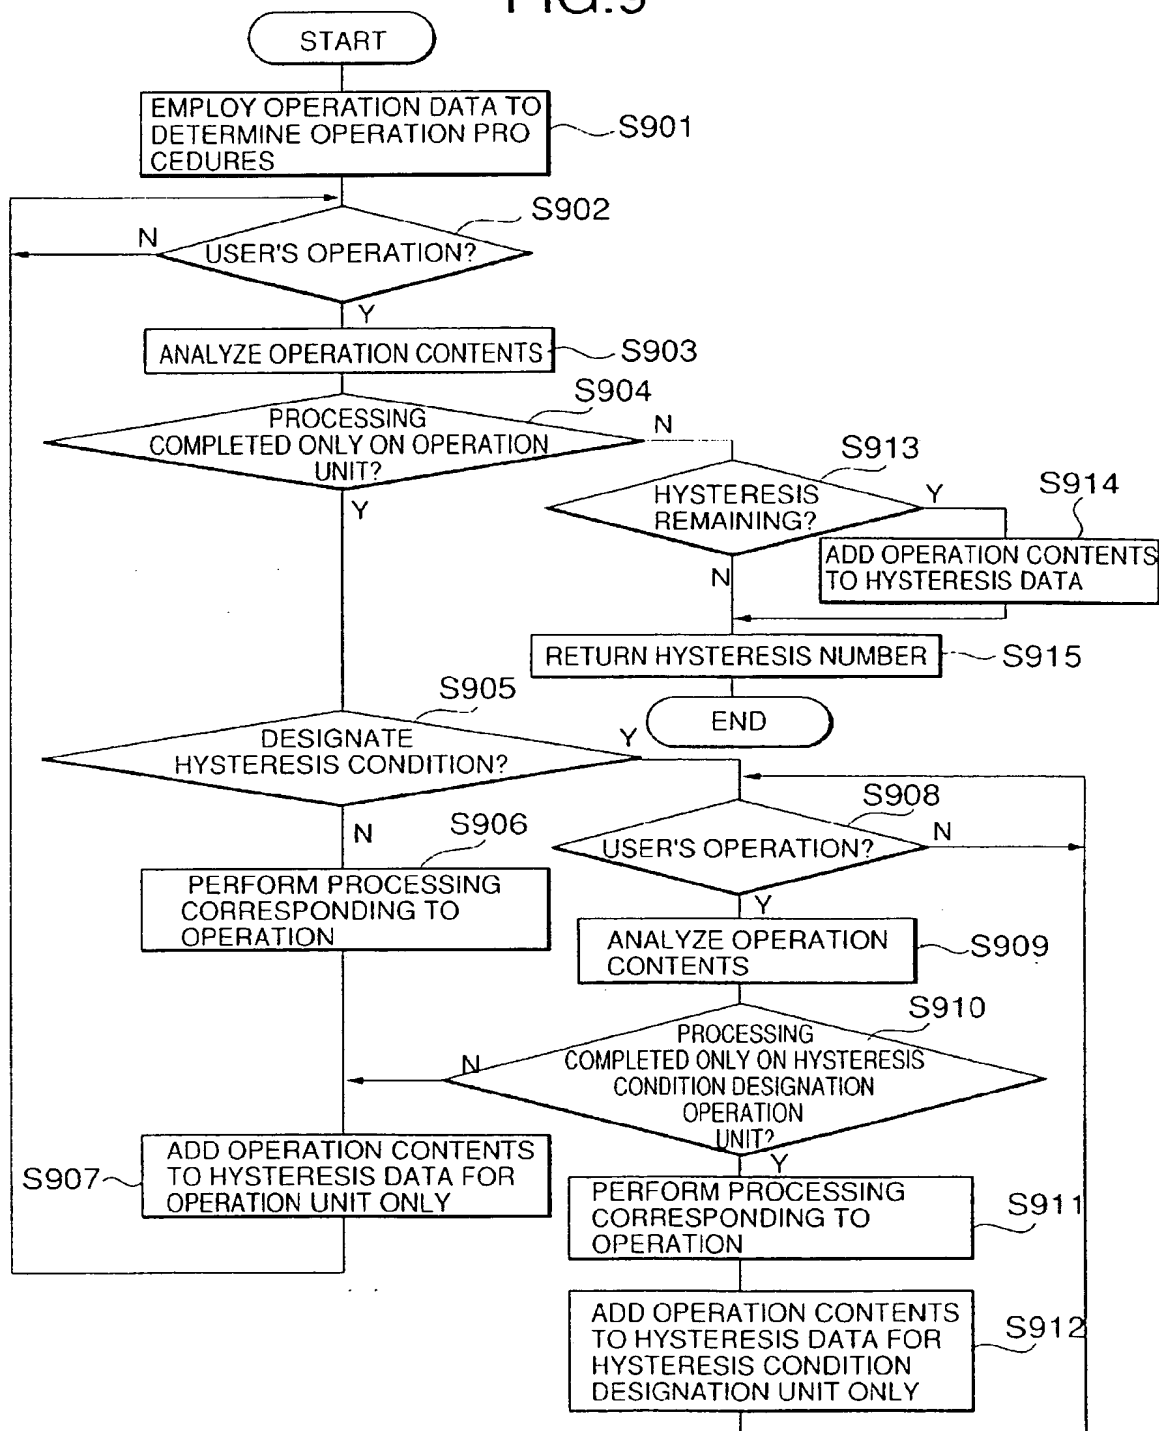 START
EMPLOY OPERATION DATA TO
DETERMINE OPERATION PRO
CEDURES
S901
S902
N
USER'S OPERATION?
Y
ANALYZE OPERATION CONTENTS
S903
S904
PROCESSING
COMPLETED ONLY ON OPERATION
UNIT?
N
Y
S913
HYSTERESIS
REMAINING?
Y
N
S914
ADD OPERATION CONTENTS
TO HYSTERESIS DATA
RETURN HYSTERESIS NUMBER
S915
END
S905
DESIGNATE
HYSTERESIS CONDITION?
Y
N
S906
PERFORM PROCESSING
CORRESPONDING TO
OPERATION
S908
USER'S OPERATION?
N
Y
ANALYZE OPERATION
CONTENTS
S909
S910
PROCESSING
COMPLETED ONLY ON HYSTERESIS
CONDITION DESIGNATION
OPERATION
UNIT?
N
Y
S907
ADD OPERATION CONTENTS
TO HYSTERESIS DATA FOR
OPERATION UNIT ONLY
PERFORM PROCESSING
CORRESPONDING TO
OPERATION
S911
ADD OPERATION CONTENTS
TO HYSTERESIS DATA FOR
HYSTERESIS CONDITION
DESIGNATION UNIT ONLY
S912